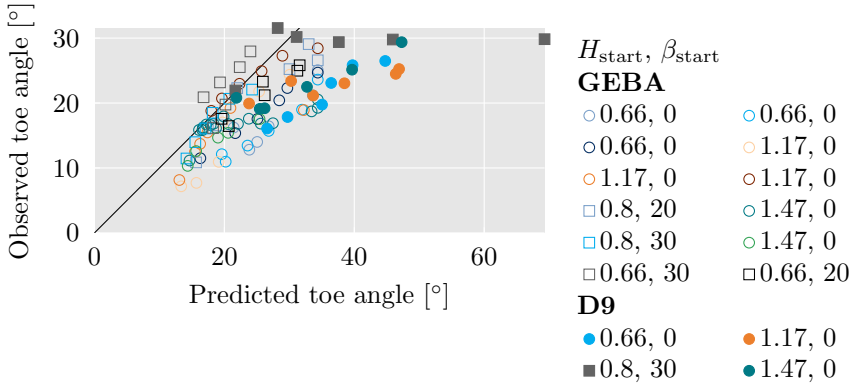 Observed toe angle [°]
30
20
10
0
0 20 40 60
Predicted toe angle [°]
H_start, β_start
GEBA
0.66, 0 0.66, 0
0.66, 0 1.17, 0
1.17, 0 1.17, 0
0.8, 20 1.47, 0
0.8, 30 1.47, 0
0.66, 30 0.66, 20
D9
0.66, 0 1.17, 0
0.8, 30 1.47, 0